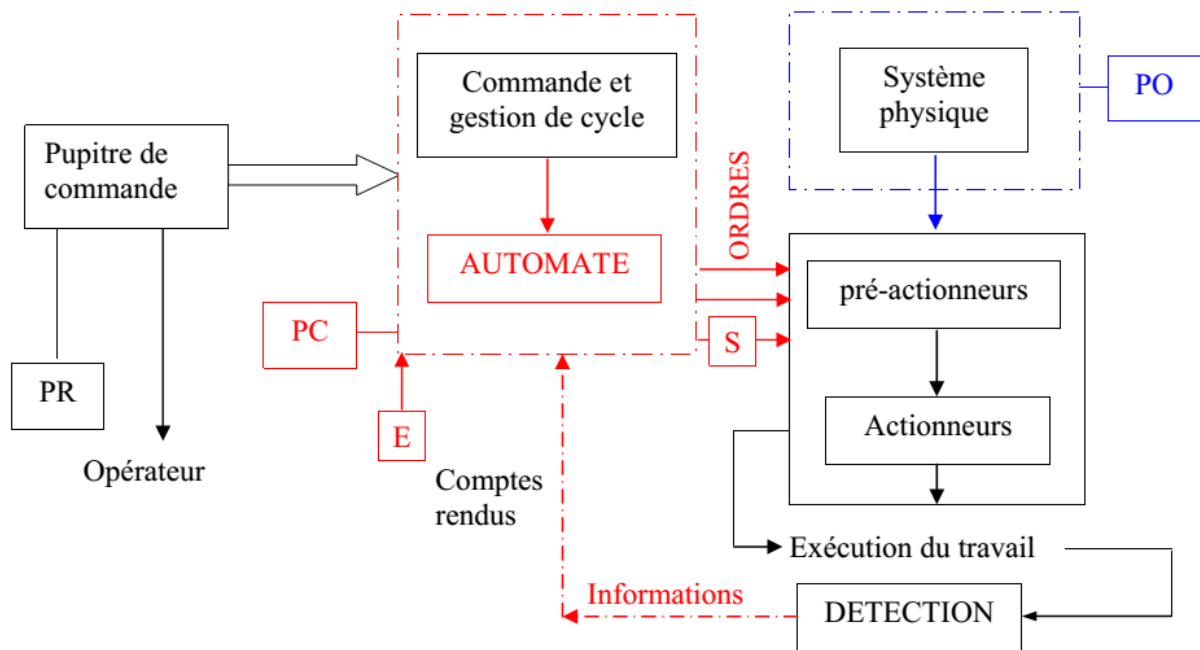 Commande et
gestion de cycle
Système
physique
PO
Pupitre de
commande
ORDRES
AUTOMATE
pré-actionneurs
PC
S
PR
E
Actionneurs
Opérateur
Comptes
rendus
Exécution du travail
Informations
DETECTION